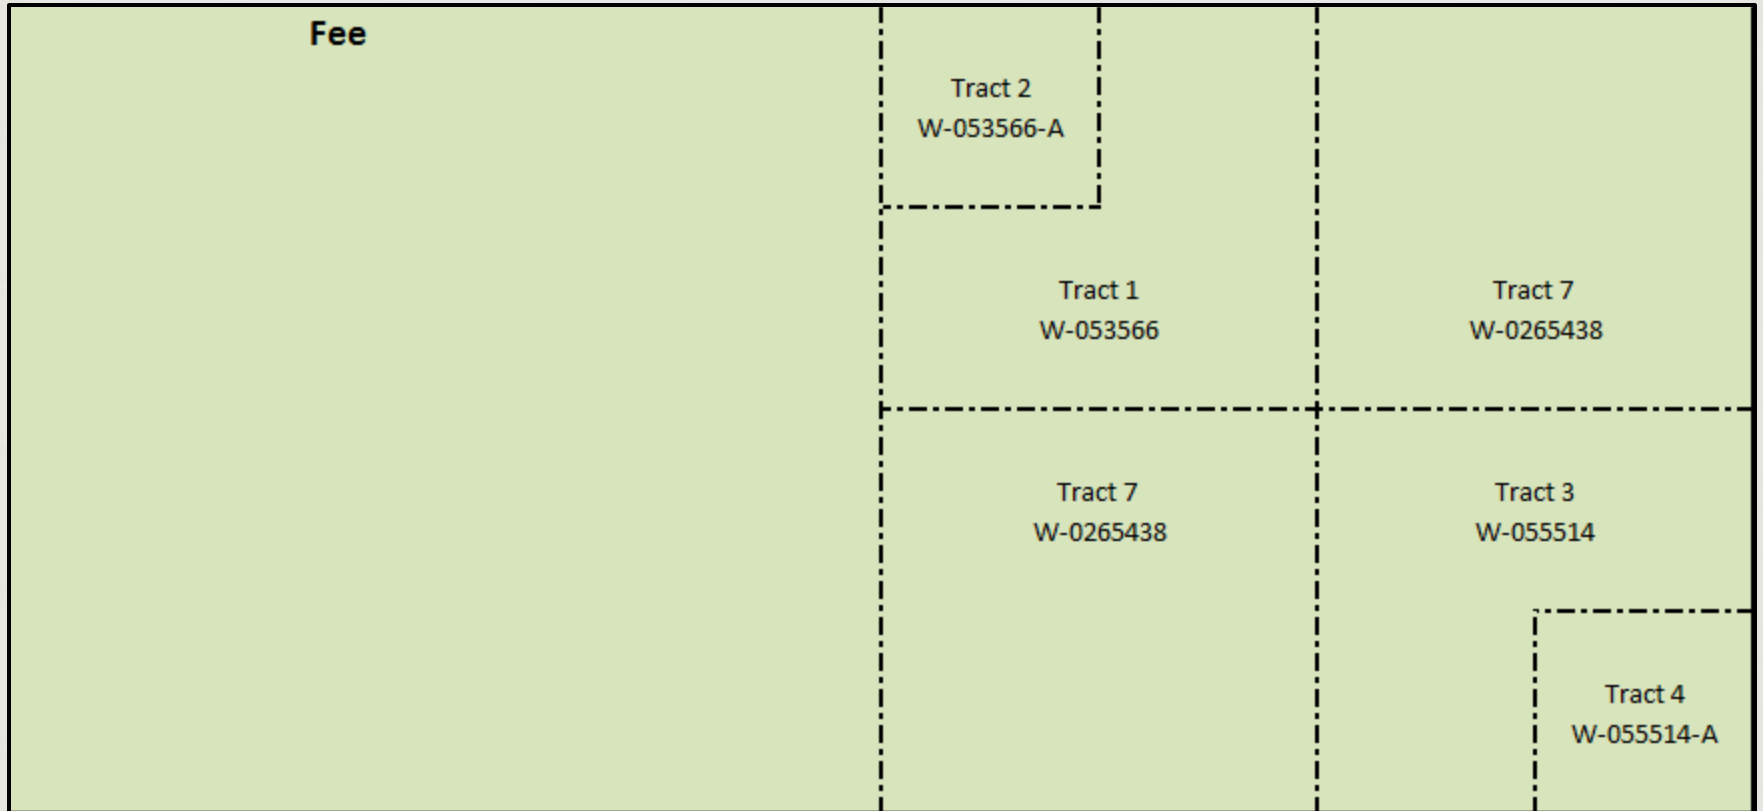 Fee
Tract 2
W-053566-A
Tract 1
W-053566
Tract 7
W-0265438
Tract 7
W-0265438
Tract 3
W-055514
Tract 4
W-055514-A